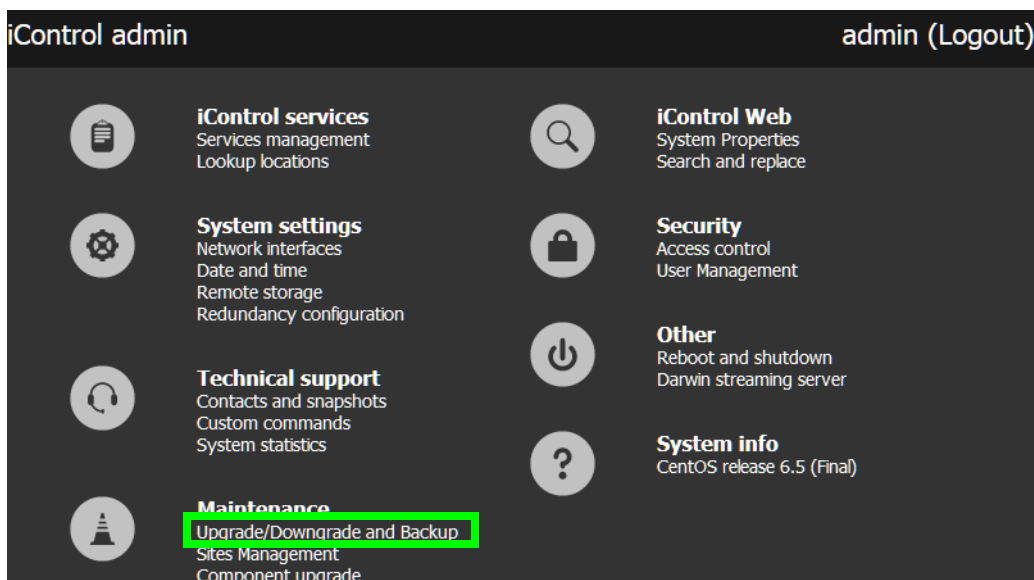 iControl admin
admin (Logout)
iControl services
Services management
Lookup locations
System settings
Network interfaces
Date and time
Remote storage
Redundancy configuration
Technical support
Contacts and snapshots
Custom commands
System statistics
Maintenance
Upgrade/Downgrade and Backup
Sites Management
Component upgrade
iControl Web
System Properties
Search and replace
Security
Access control
User Management
Other
Reboot and shutdown
Darwin streaming server
System info
CentOS release 6.5 (Final)